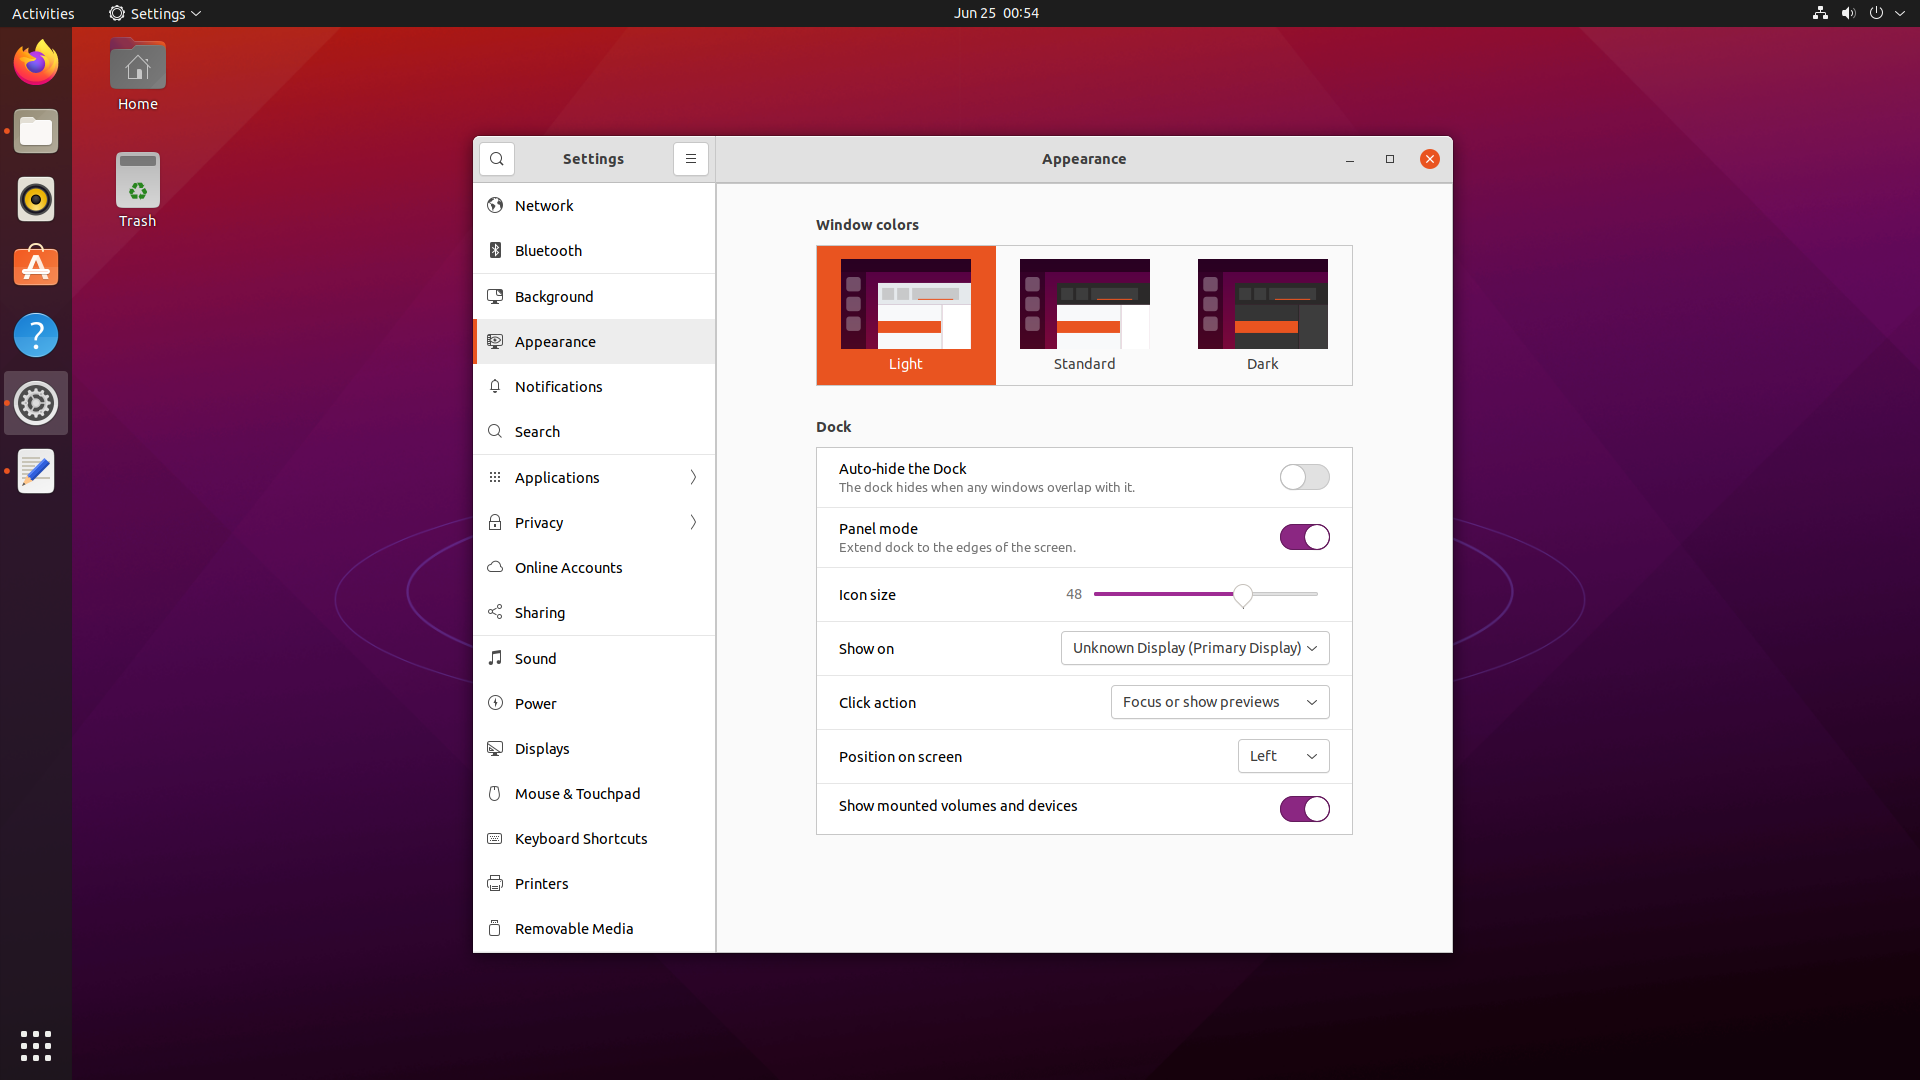 Activities
Settings
Jun 25 00:54
Home
Trash
Settings
Appearance
Network
Bluetooth
Background
Appearance
Notifications
Search
Applications
Privacy
Online Accounts
Sharing
Sound
Power
Displays
Mouse & Touchpad
Keyboard Shortcuts
Printers
Removable Media
Window colors
Light
Standard
Dark
Dock
Auto-hide the Dock
The dock hides when any windows overlap with it.
Panel mode
Extend dock to the edges of the screen.
Icon size
48
Show on
Unknown Display (Primary Display)
Click action
Focus or show previews
Position on screen
Left
Show mounted volumes and devices